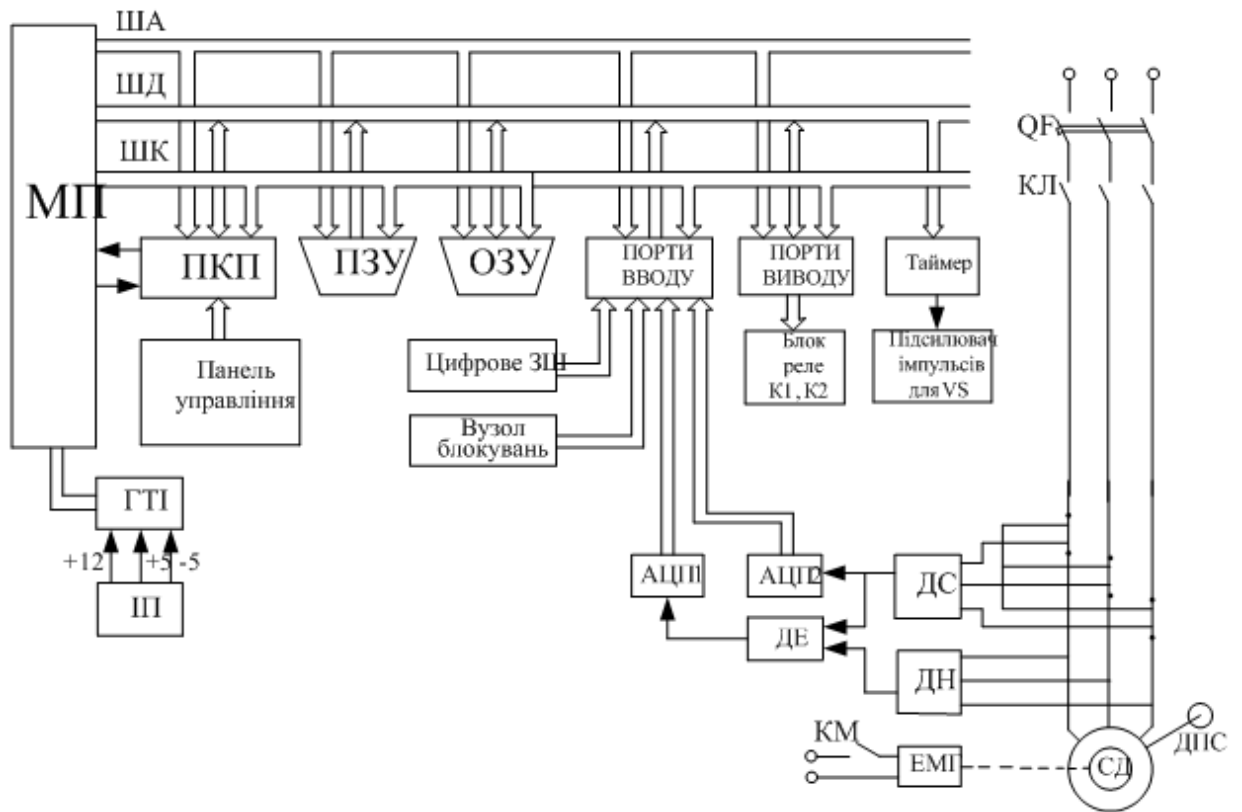 ША
ШД
QF
ШК
КЛ
МП
ПКП
ПЗУ
ОЗУ
ПОРТИ
ВВОДУ
ПОРТИ
ВИВОДУ
Таймер
Панель
управління
Цифрове ЗШ
Вузол
блокувань
Блок
реле
К1, К2
Підсилювач
імпульсів
для VS
ГТІ
+12
+5
-5
ІП
АЦП1
АЦП2
ДС
ДЕ
ДН
КМ
ЕМГ
СД
ДПС